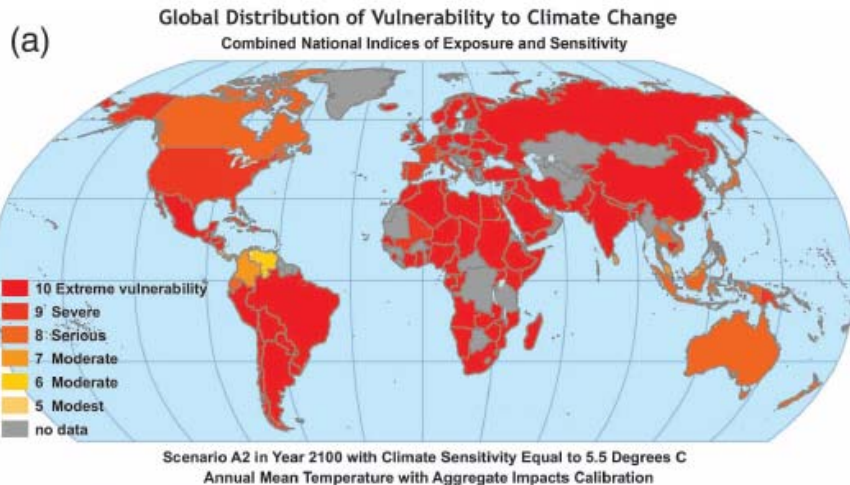 Global Distribution of Vulnerability to Climate Change
(a)
Combined National Indices of Exposure and Sensitivity
10 Extreme vulnerability
9 Severe
8 Serious
7 Moderate
6 Moderate
5 Modest
no data
Scenario A2 in Year 2100 with Climate Sensitivity Equal to 5.5 Degrees C
Annual Mean Temperature with Aggregate Impacts Calibration